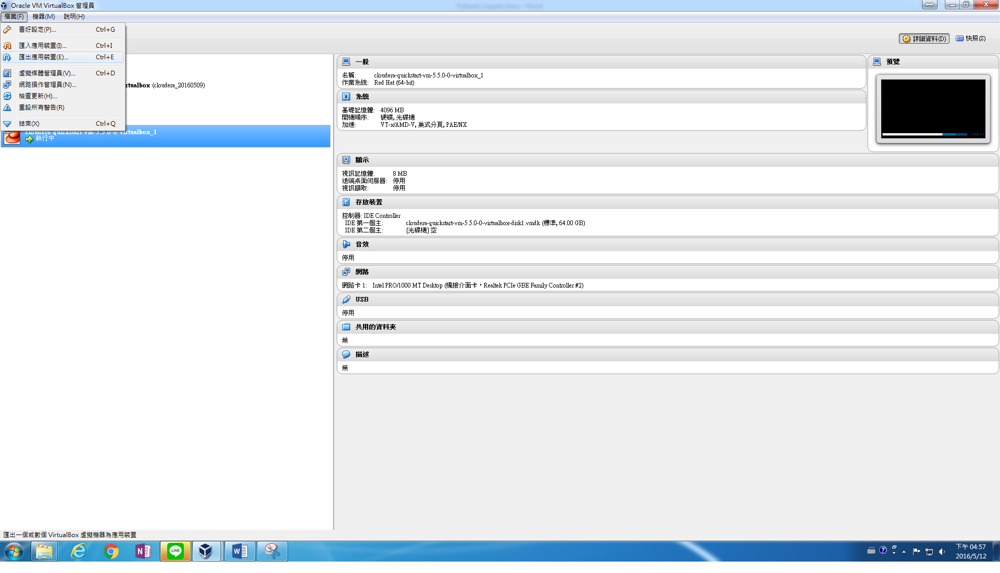 Oracle VM VirtualBox 管理員
檔案(F) 機器(M) 說明(H)
喜好設定(P)... Ctrl+G
匯入應用裝置(I)... Ctrl+I
匯出應用裝置(E)... Ctrl+E
虛擬媒體管理員(V)... Ctrl+D
網路操作管理員(N)...
檢查更新(H)...
重設所有警告(R)
結束(X) Ctrl+Q
rtualbox (cloudera_20160509)
cloudera-quickstart-vm-5.5.0-0-virtualbox_1
執行中
詳細資料(D) 快照(S)
一般
名稱: cloudera-quickstart-vm-5.5.0-0-virtualbox_1
作業系統: Red Hat (64-bit)
系統
基礎記憶體: 4096 MB
開機順序: 硬碟, 光碟機
加速: VT-x/AMD-V, 巢式分頁, PAE/NX
預覽
顯示
視訊記憶體: 8 MB
遠端桌面伺服器: 停用
視訊擷取: 停用
存放裝置
控制器: IDE Controller
IDE 第一個主: cloudera-quickstart-vm-5.5.0-0-virtualbox-disk1.vmdk (標準, 64.00 GB)
IDE 第二個主: [光碟機] 空
音效
停用
網路
網路卡 1: Intel PRO/1000 MT Desktop (橋接介面卡，Realtek PCIe GBE Family Controller #2)
USB
停用
共用的資料夾
無
描述
無
匯出一個或數個 VirtualBox 虛擬機器為應用裝置
LINE
下午 04:57
2016/5/12